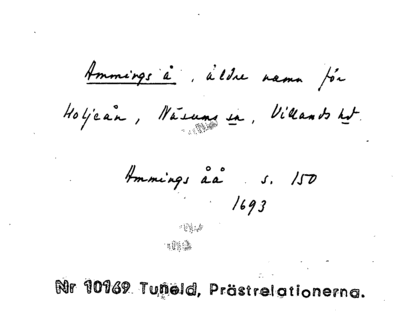 Ammings å, äldre namn för
Holjeån, Näsums sn, Villands hd.
Ammings åå s. 150
1693
Nr 10169 Tuneld, Prästrelationerna.